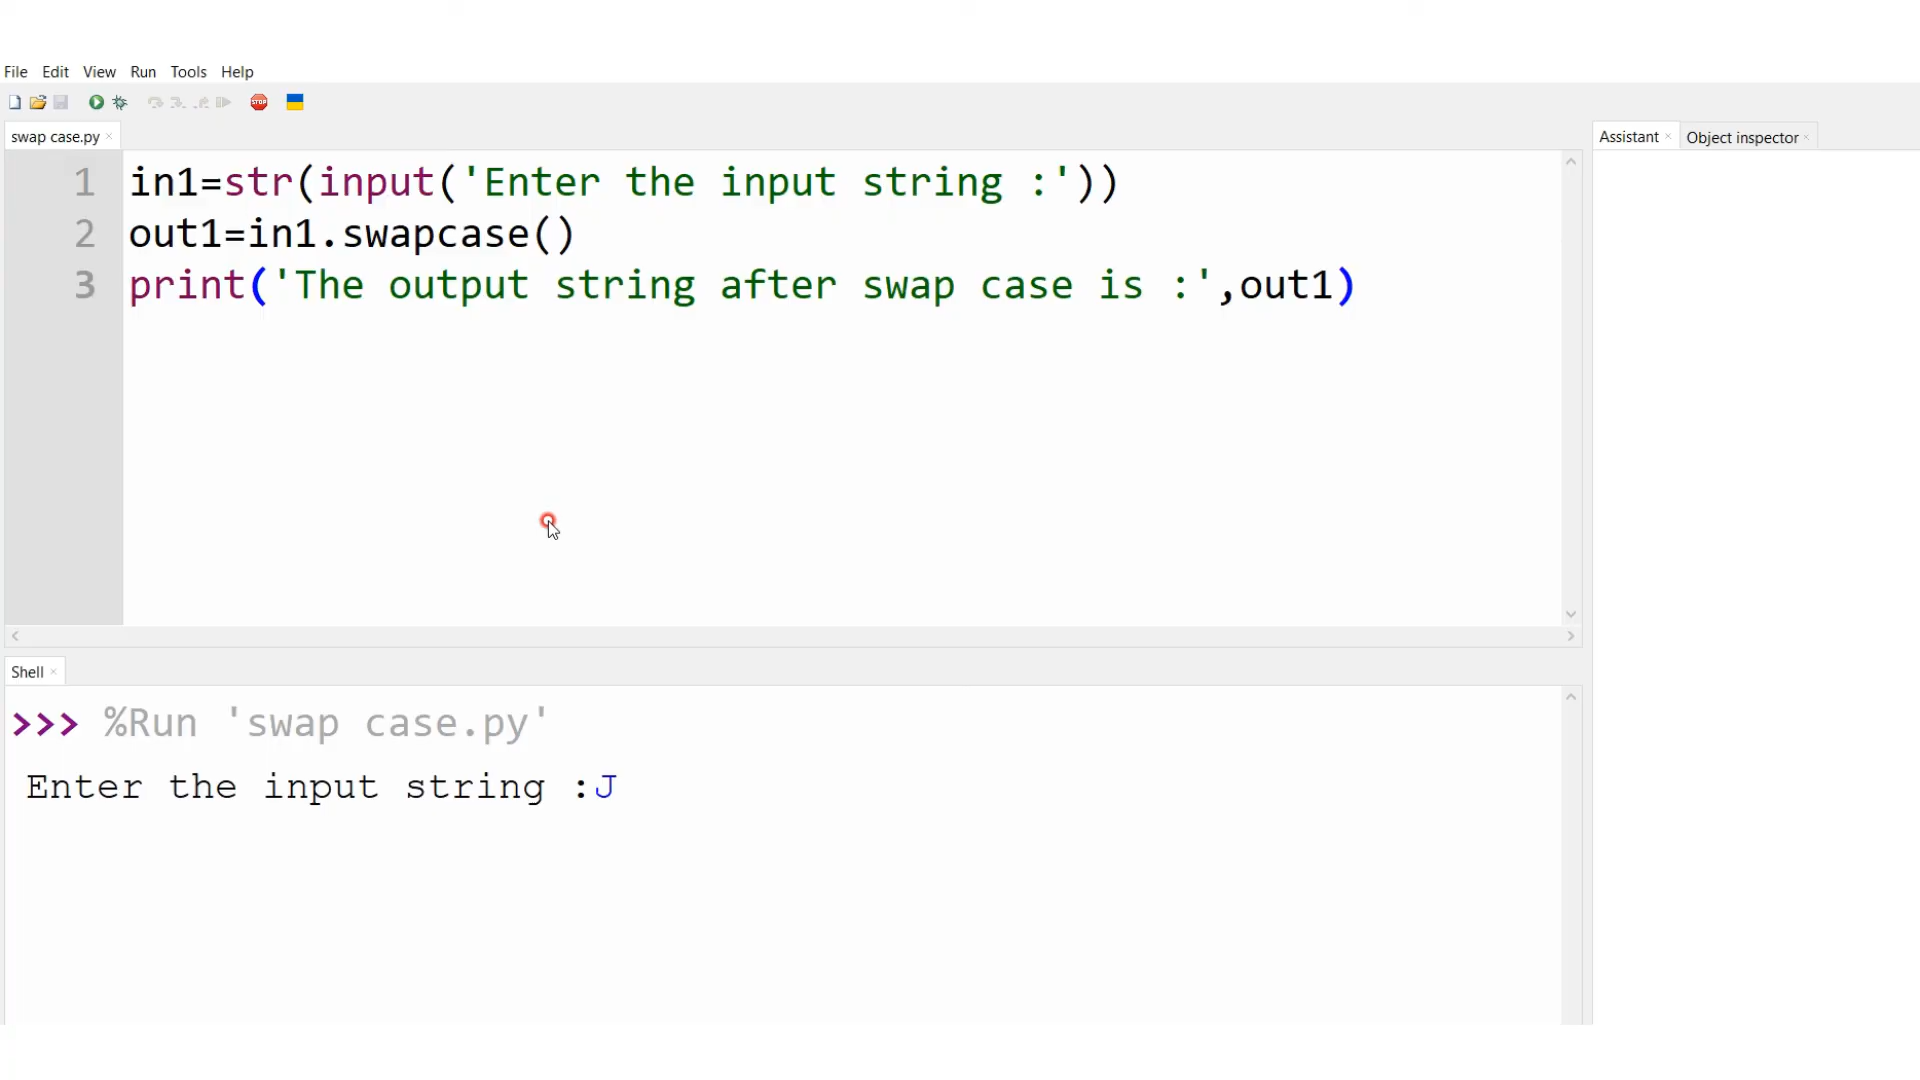 File Edit View Run Tools Help
STOP
swap case.py ×
Assistant × Object inspector ×
1 in1=str(input('Enter the input string :'))
2 out1=in1.swapcase()
3 print('The output string after swap case is :',out1)
Shell ×
>>> %Run 'swap case.py'
Enter the input string :J